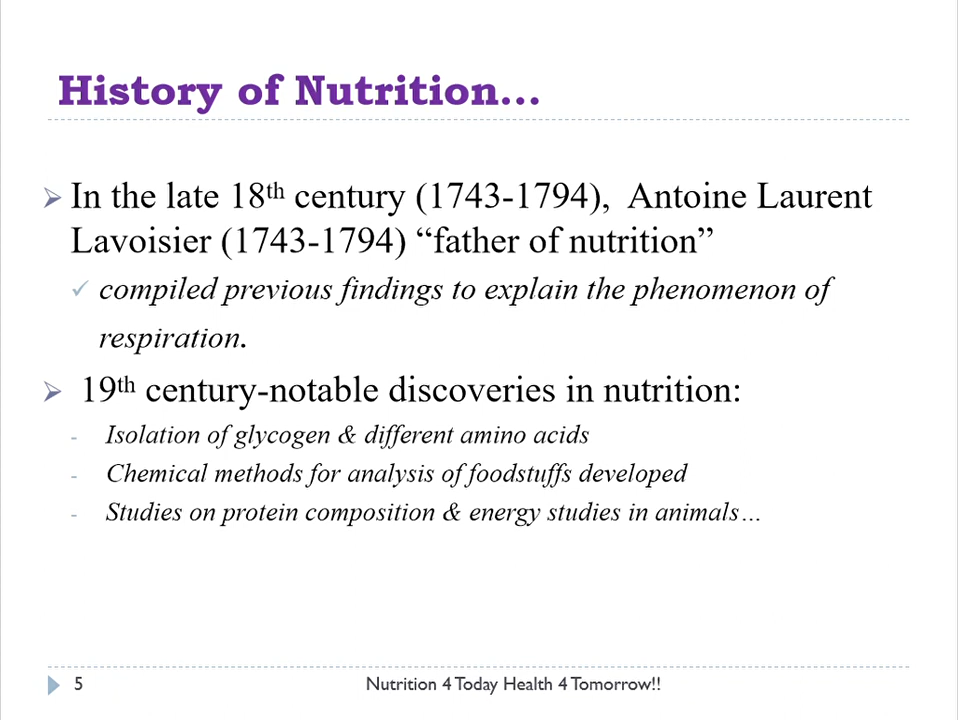 History of Nutrition…
➢ In the late 18th century (1743-1794),  Antoine Laurent
Lavoisier (1743-1794) “father of nutrition”
✓ compiled previous findings to explain the phenomenon of
respiration.
➢ 19th century-notable discoveries in nutrition:
- Isolation of glycogen & different amino acids
- Chemical methods for analysis of foodstuffs developed
- Studies on protein composition & energy studies in animals…
5 Nutrition 4 Today Health 4 Tomorrow!!